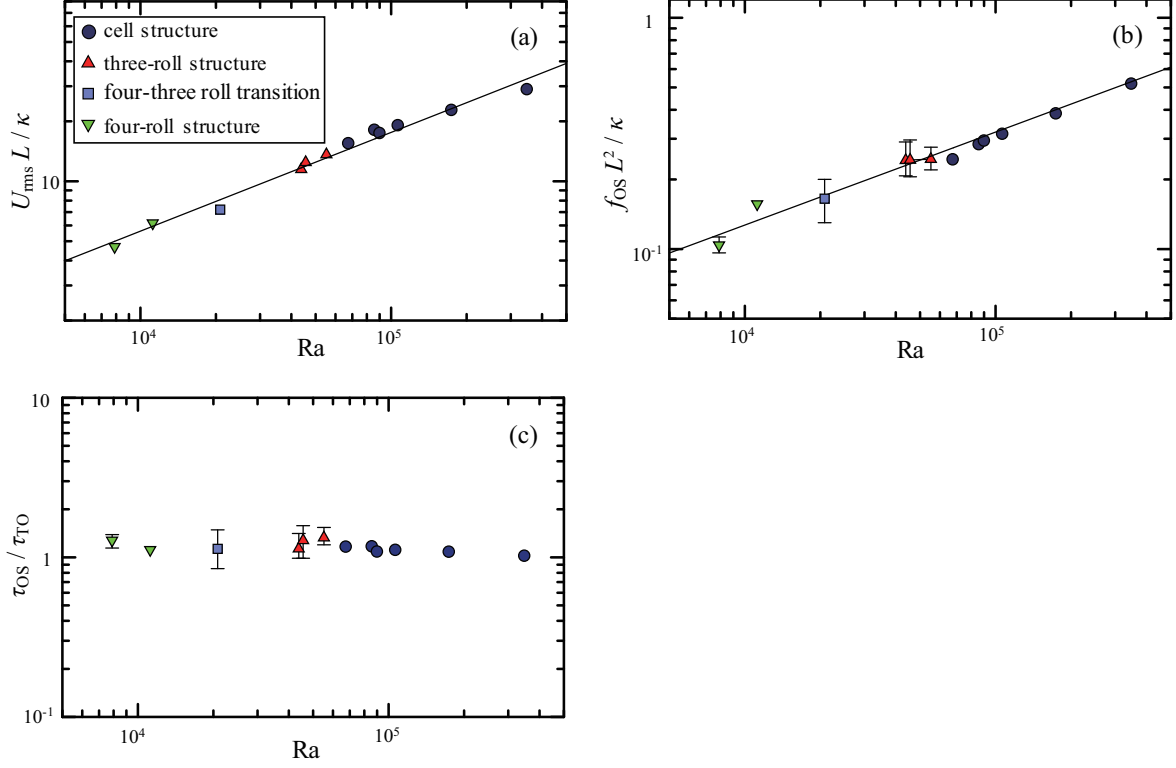 (a)
cell structure
three-roll structure
four-three roll transition
four-roll structure
U_rms L / κ
10
10^4
10^5
Ra
(b)
f_OS L^2 / κ
1
10^-1
10^4
10^5
Ra
(c)
τ_OS / τ_TO
10
1
10^-1
10^4
10^5
Ra